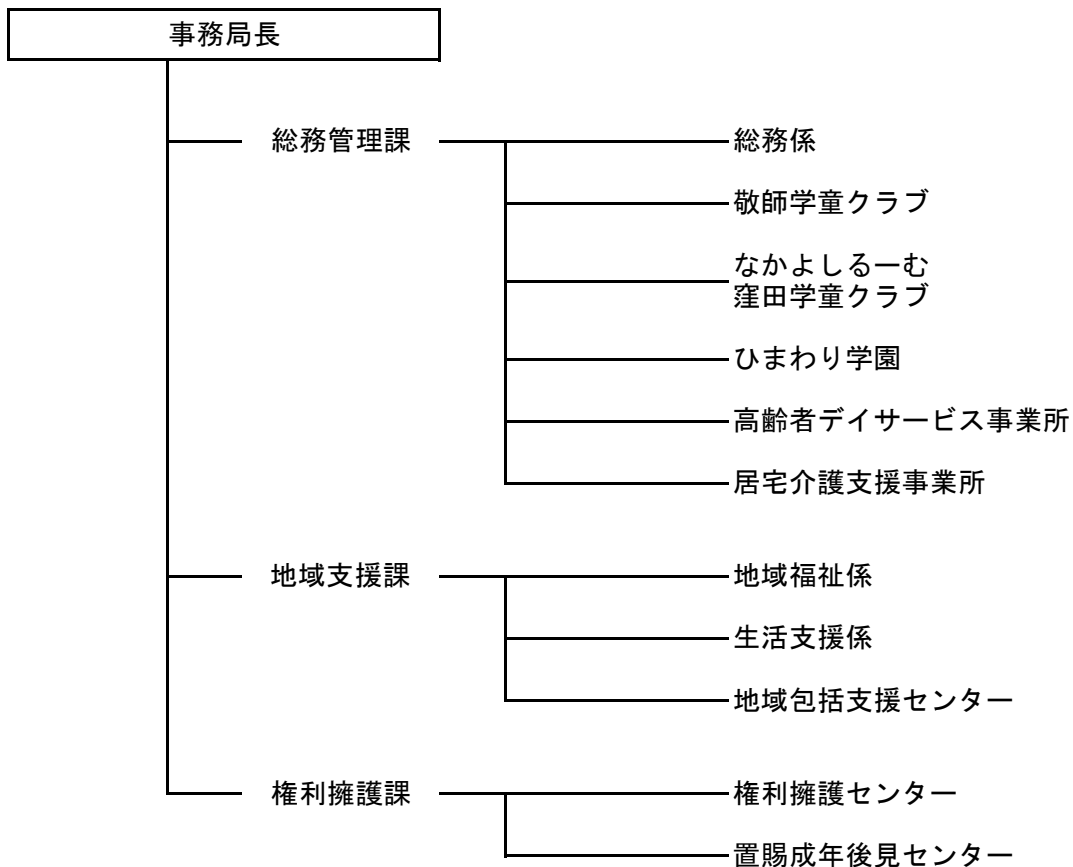 事務局長
総務管理課
総務係
敬師学童クラブ
なかよしるーむ
窪田学童クラブ
ひまわり学園
高齢者デイサービス事業所
居宅介護支援事業所
地域支援課
地域福祉係
生活支援係
地域包括支援センター
権利擁護課
権利擁護センター
置賜成年後見センター